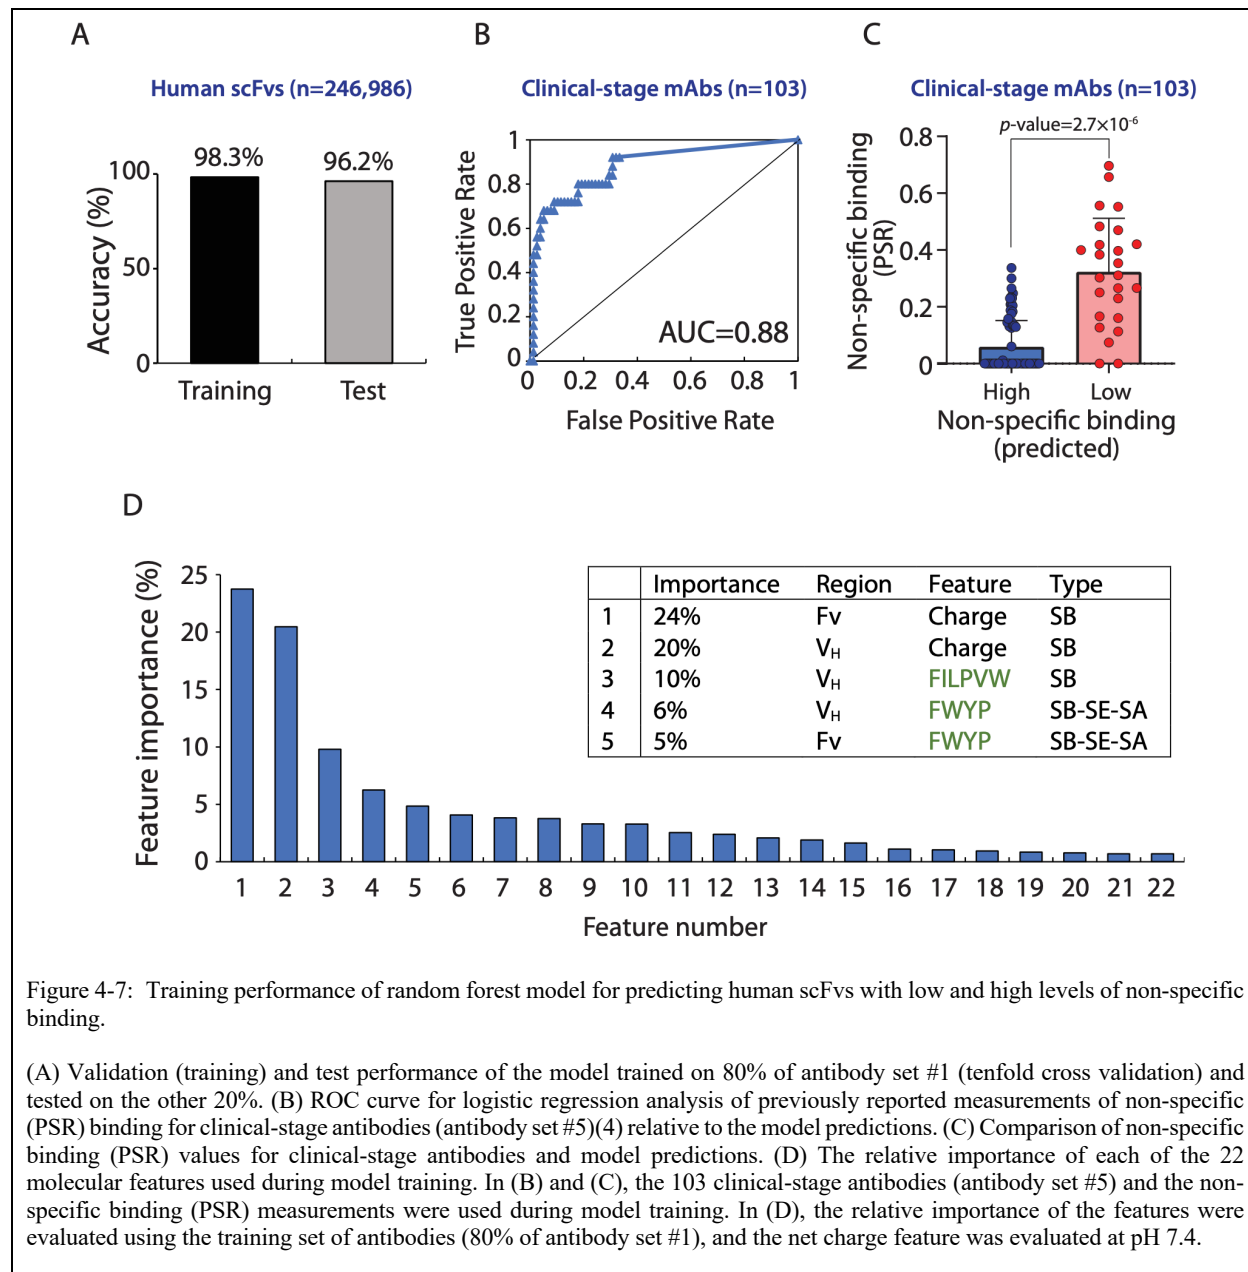 A
B
C
Human scFvs (n=246,986)
Clinical-stage mAbs (n=103)
Clinical-stage mAbs (n=103)
98.3%
96.2%
100
50
0
Accuracy (%)
Training
Test
1
0.8
0.6
0.4
0.2
0
True Positive Rate
AUC=0.88
0
0.2
0.4
0.6
0.8
1
False Positive Rate
p-value=2.7×10⁻⁶
0.8
0.6
0.4
0.2
0
Non-specific binding
(PSR)
High
Low
Non-specific binding
(predicted)
D
Feature importance (%)
25
20
15
10
5
0
Importance Region Feature Type
1 24% Fv Charge SB
2 20% VH Charge SB
3 10% VH FILPVW SB
4 6% VH FWYP SB-SE-SA
5 5% Fv FWYP SB-SE-SA
1 2 3 4 5 6 7 8 9 10 11 12 13 14 15 16 17 18 19 20 21 22
Feature number
Figure 4-7: Training performance of random forest model for predicting human scFvs with low and high levels of non-specific
binding.
(A) Validation (training) and test performance of the model trained on 80% of antibody set #1 (tenfold cross validation) and
tested on the other 20%. (B) ROC curve for logistic regression analysis of previously reported measurements of non-specific
(PSR) binding for clinical-stage antibodies (antibody set #5)(4) relative to the model predictions. (C) Comparison of non-specific
binding (PSR) values for clinical-stage antibodies and model predictions. (D) The relative importance of each of the 22
molecular features used during model training. In (B) and (C), the 103 clinical-stage antibodies (antibody set #5) and the non-
specific binding (PSR) measurements were used during model training. In (D), the relative importance of the features were
evaluated using the training set of antibodies (80% of antibody set #1), and the net charge feature was evaluated at pH 7.4.